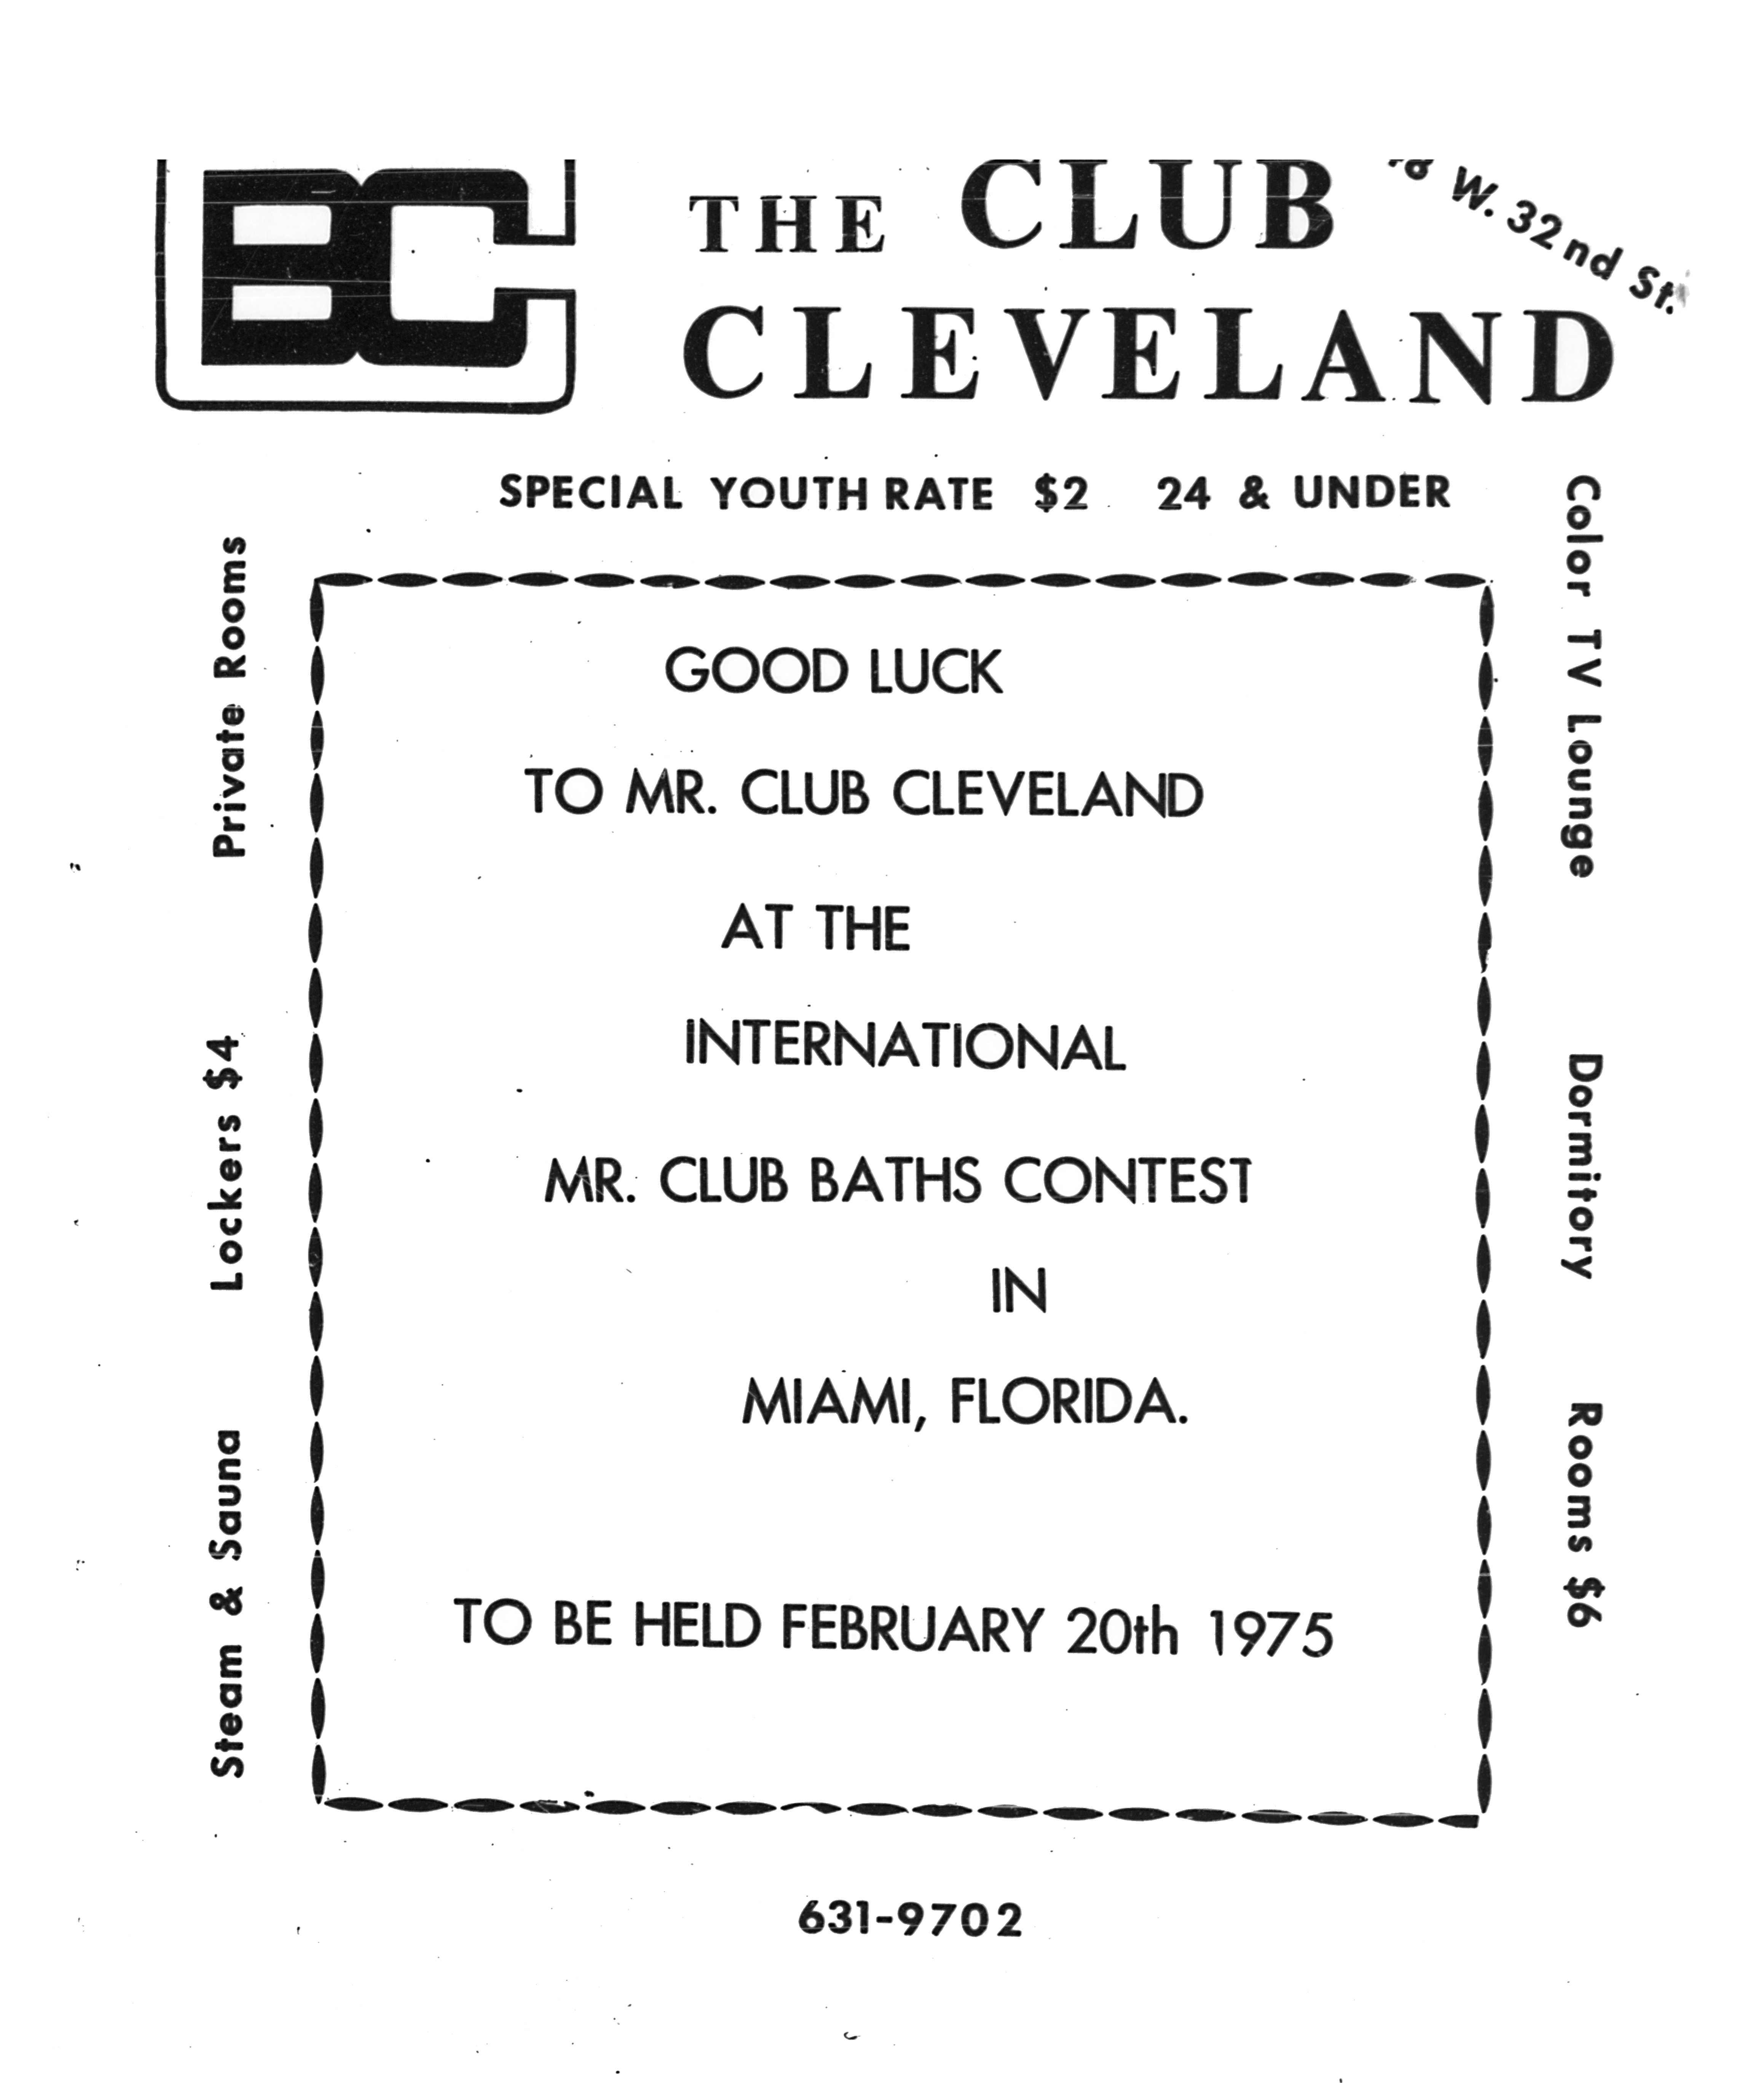 BC
THE CLUB
W. 32nd St.
CLEVELAND
SPECIAL YOUTH RATE $2 24 & UNDER
Private Rooms
Lockers $4
Steam & Sauna
GOOD LUCK
TO MR. CLUB CLEVELAND
AT THE
INTERNATIONAL
MR. CLUB BATHS CONTEST
IN
MIAMI, FLORIDA.
TO BE HELD FEBRUARY 20th 1975
Color TV Lounge
Dormitory
Rooms $6
631-9702